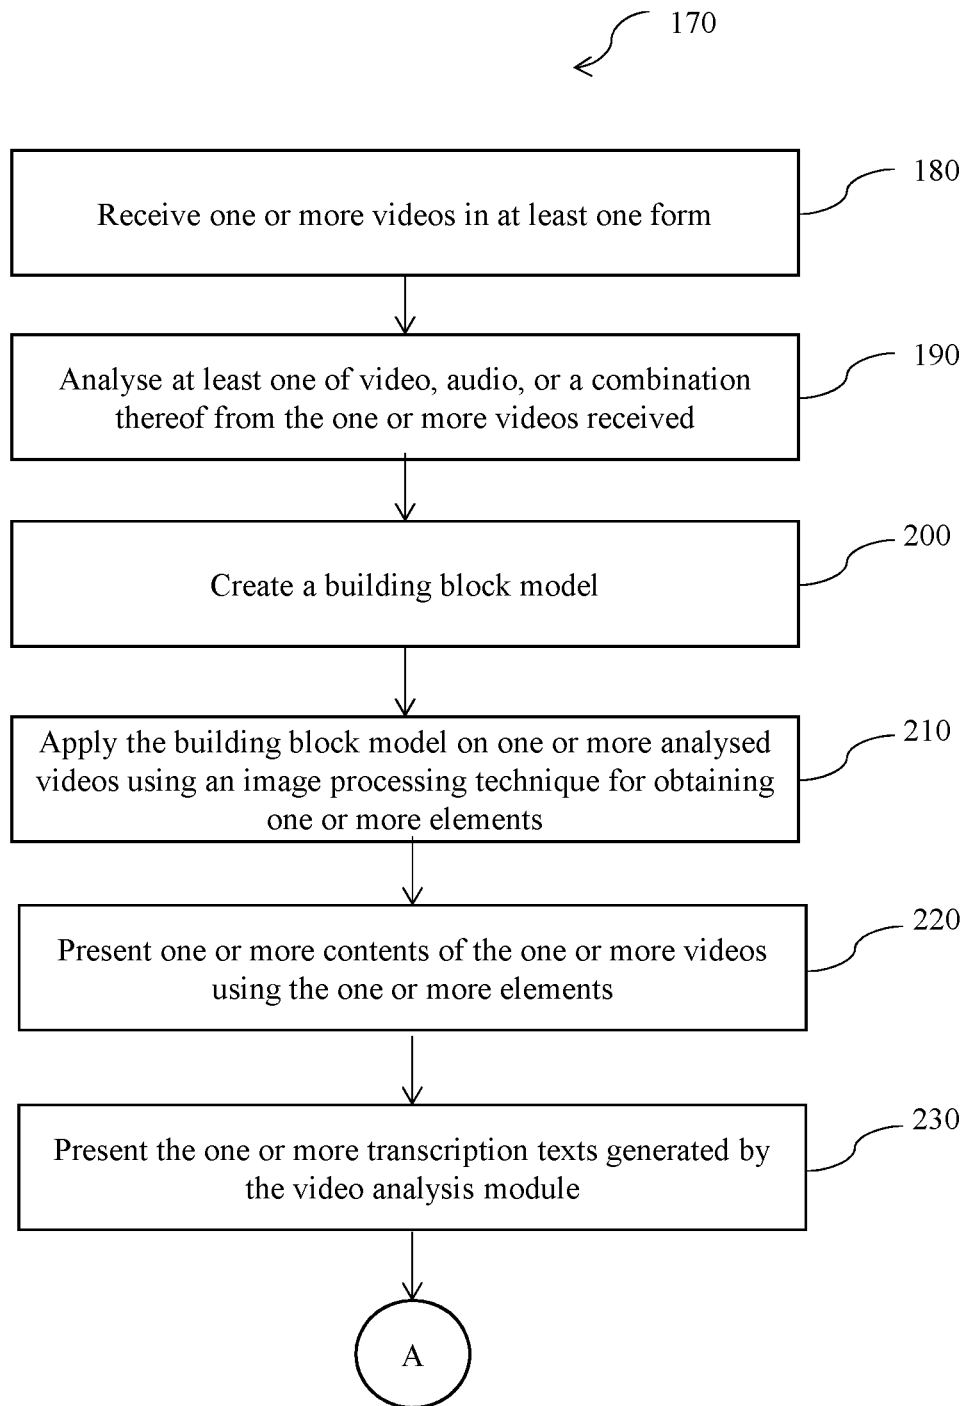 170
180
Receive one or more videos in at least one form
190
Analyse at least one of video, audio, or a combination
thereof from the one or more videos received
200
Create a building block model
210
Apply the building block model on one or more analysed
videos using an image processing technique for obtaining
one or more elements
220
Present one or more contents of the one or more videos
using the one or more elements
230
Present the one or more transcription texts generated by
the video analysis module
A